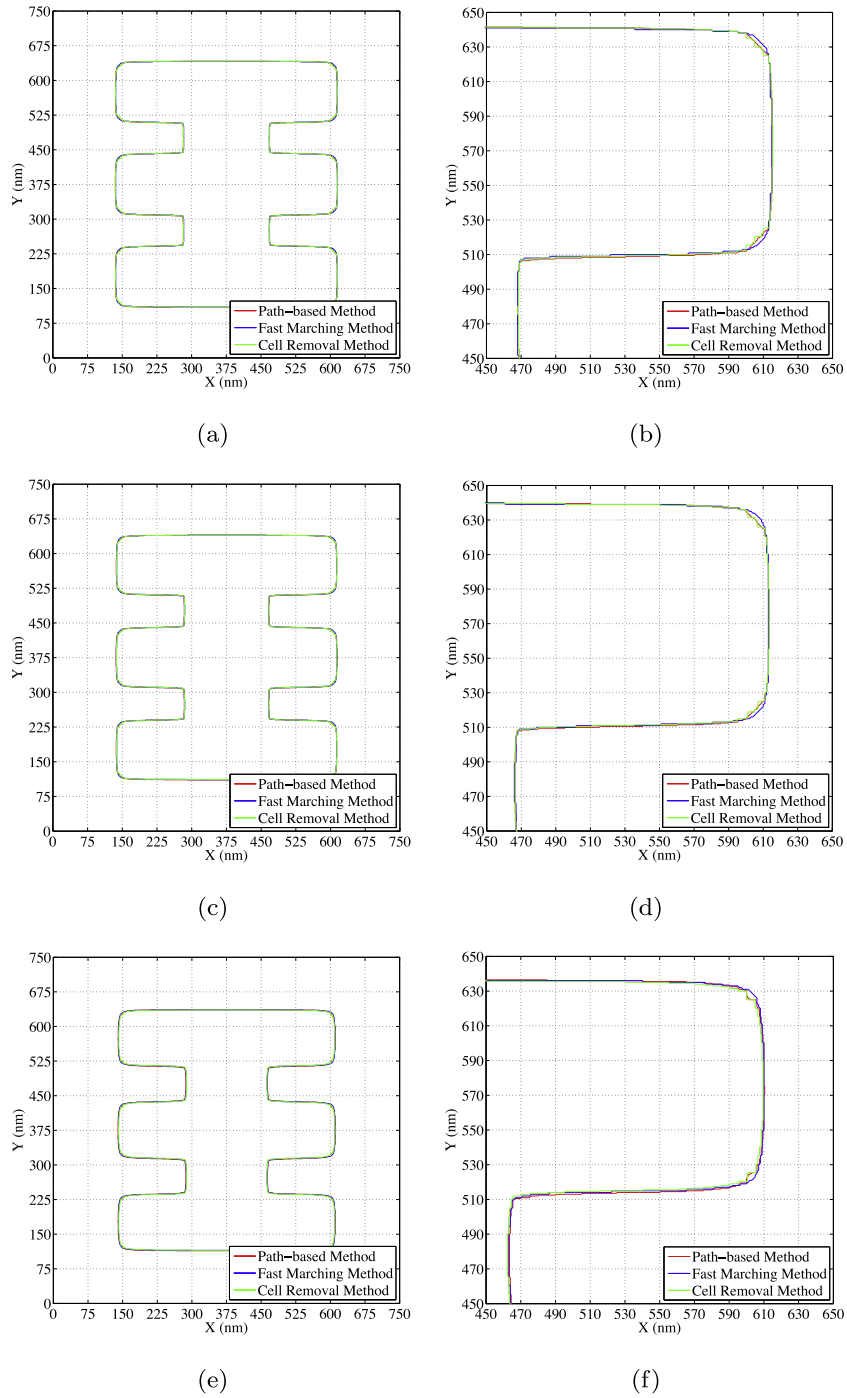 750
675
600
525
450
375
300
225
150
75
0
Y (nm)
Path−based Method
Fast Marching Method
Cell Removal Method
0 75 150 225 300 375 450 525 600 675 750
X (nm)
(a)
650
630
610
590
570
550
530
510
490
470
450
Y (nm)
Path−based Method
Fast Marching Method
Cell Removal Method
450 470 490 510 530 550 570 590 610 630 650
X (nm)
(b)
750
675
600
525
450
375
300
225
150
75
0
Y (nm)
Path−based Method
Fast Marching Method
Cell Removal Method
0 75 150 225 300 375 450 525 600 675 750
X (nm)
(c)
650
630
610
590
570
550
530
510
490
470
450
Y (nm)
Path−based Method
Fast Marching Method
Cell Removal Method
450 470 490 510 530 550 570 590 610 630 650
X (nm)
(d)
750
675
600
525
450
375
300
225
150
75
0
Y (nm)
Path−based Method
Fast Marching Method
Cell Removal Method
0 75 150 225 300 375 450 525 600 675 750
X (nm)
(e)
650
630
610
590
570
550
530
510
490
470
450
Y (nm)
Path−based Method
Fast Marching Method
Cell Removal Method
450 470 490 510 530 550 570 590 610 630 650
X (nm)
(f)